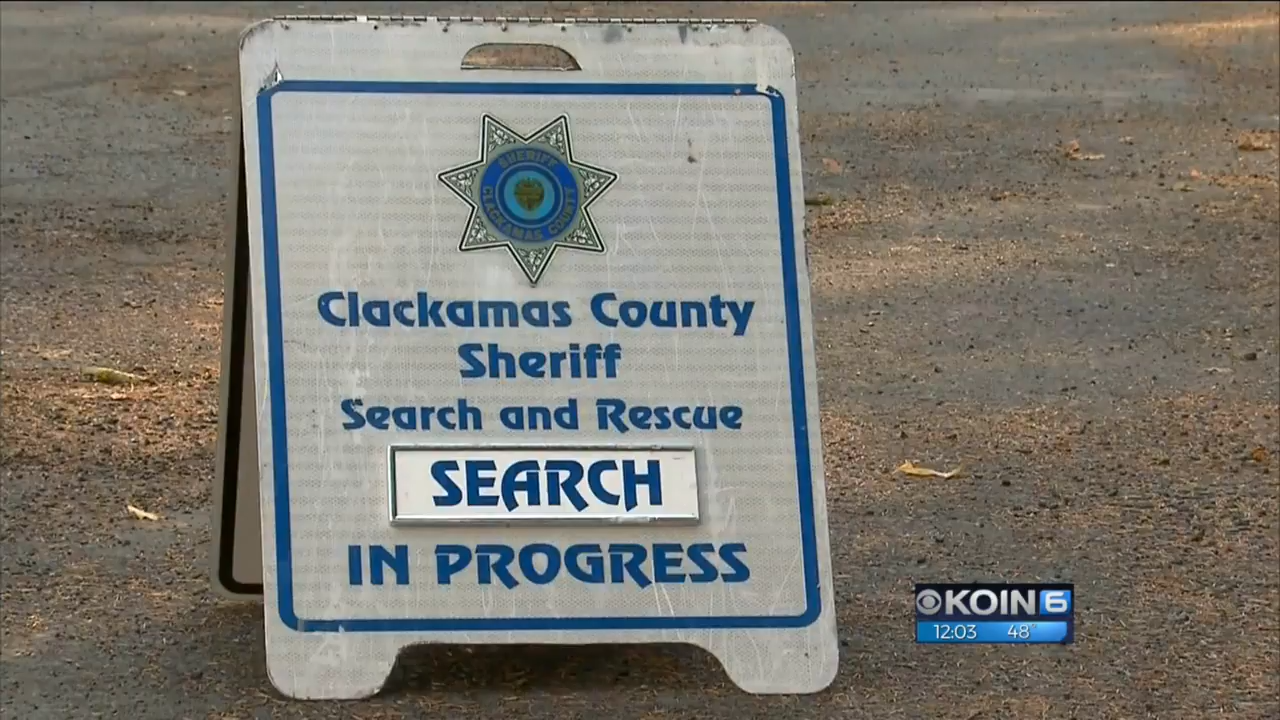 SHERIFF
CLACKAMAS COUNTY
Clackamas County
Sheriff
Search and Rescue
SEARCH
IN PROGRESS
KOIN 6
12:03 48°